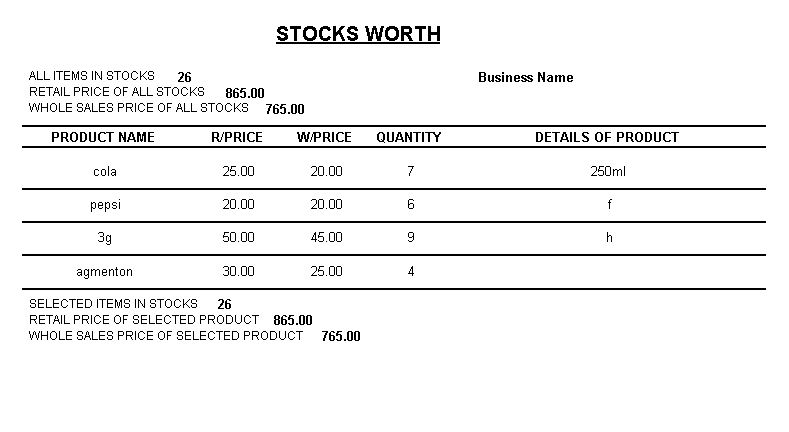 STOCKS WORTH
ALL ITEMS IN STOCKS 26
Business Name
RETAIL PRICE OF ALL STOCKS 865.00
WHOLE SALES PRICE OF ALL STOCKS 765.00
PRODUCT NAME R/PRICE W/PRICE QUANTITY DETAILS OF PRODUCT
cola 25.00 20.00 7 250ml
pepsi 20.00 20.00 6 f
3g 50.00 45.00 9 h
agmenton 30.00 25.00 4
SELECTED ITEMS IN STOCKS 26
RETAIL PRICE OF SELECTED PRODUCT 865.00
WHOLE SALES PRICE OF SELECTED PRODUCT 765.00